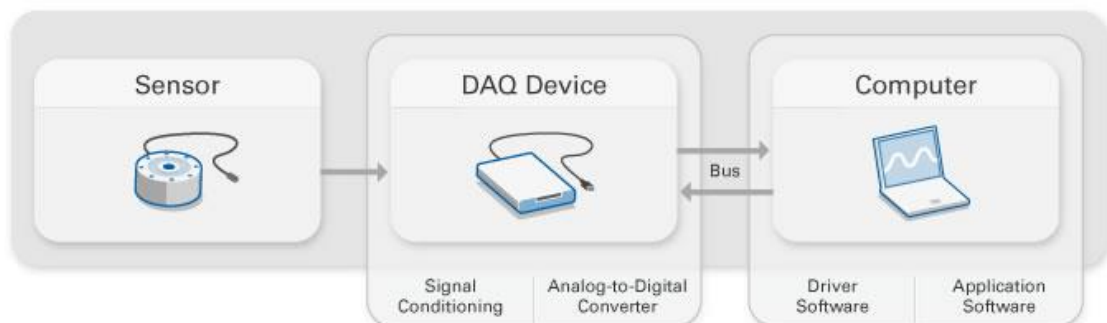 Sensor
DAQ Device
Computer
Bus
Signal
Conditioning
Analog-to-Digital
Converter
Driver
Software
Application
Software